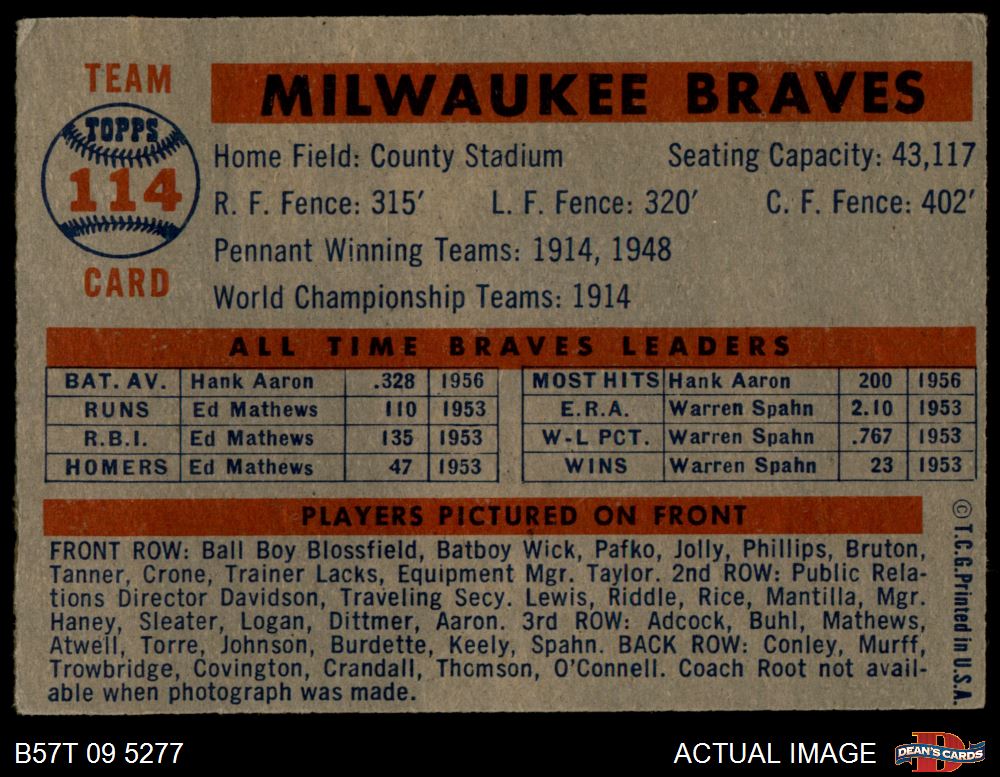 TEAM
TOPPS
114
CARD
MILWAUKEE BRAVES
Home Field: County Stadium Seating Capacity: 43,117
R. F. Fence: 315′ L. F. Fence: 320′ C. F. Fence: 402′
Pennant Winning Teams: 1914, 1948
World Championship Teams: 1914
ALL TIME BRAVES LEADERS
BAT. AV. Hank Aaron .328 1956 MOST HITS Hank Aaron 200 1956
RUNS Ed Mathews 110 1953 E.R.A. Warren Spahn 2.10 1953
R.B.I. Ed Mathews 135 1953 W-L PCT. Warren Spahn .767 1953
HOMERS Ed Mathews 47 1953 WINS Warren Spahn 23 1953
PLAYERS PICTURED ON FRONT
FRONT ROW: Ball Boy Blossfield, Batboy Wick, Pafko, Jolly, Phillips, Bruton,
Tanner, Crone, Trainer Lacks, Equipment Mgr. Taylor. 2nd ROW: Public Rela-
tions Director Davidson, Traveling Secy. Lewis, Riddle, Rice, Mantilla, Mgr.
Haney, Sleater, Logan, Dittmer, Aaron. 3rd ROW: Adcock, Buhl, Mathews,
Atwell, Torre, Johnson, Burdette, Keely, Spahn. BACK ROW: Conley, Murff,
Trowbridge, Covington, Crandall, Thomson, O'Connell. Coach Root not avail-
able when photograph was made.
© T.C.G. Printed in U.S.A.
B57T 09 5277
ACTUAL IMAGE
DEAN'S CARDS